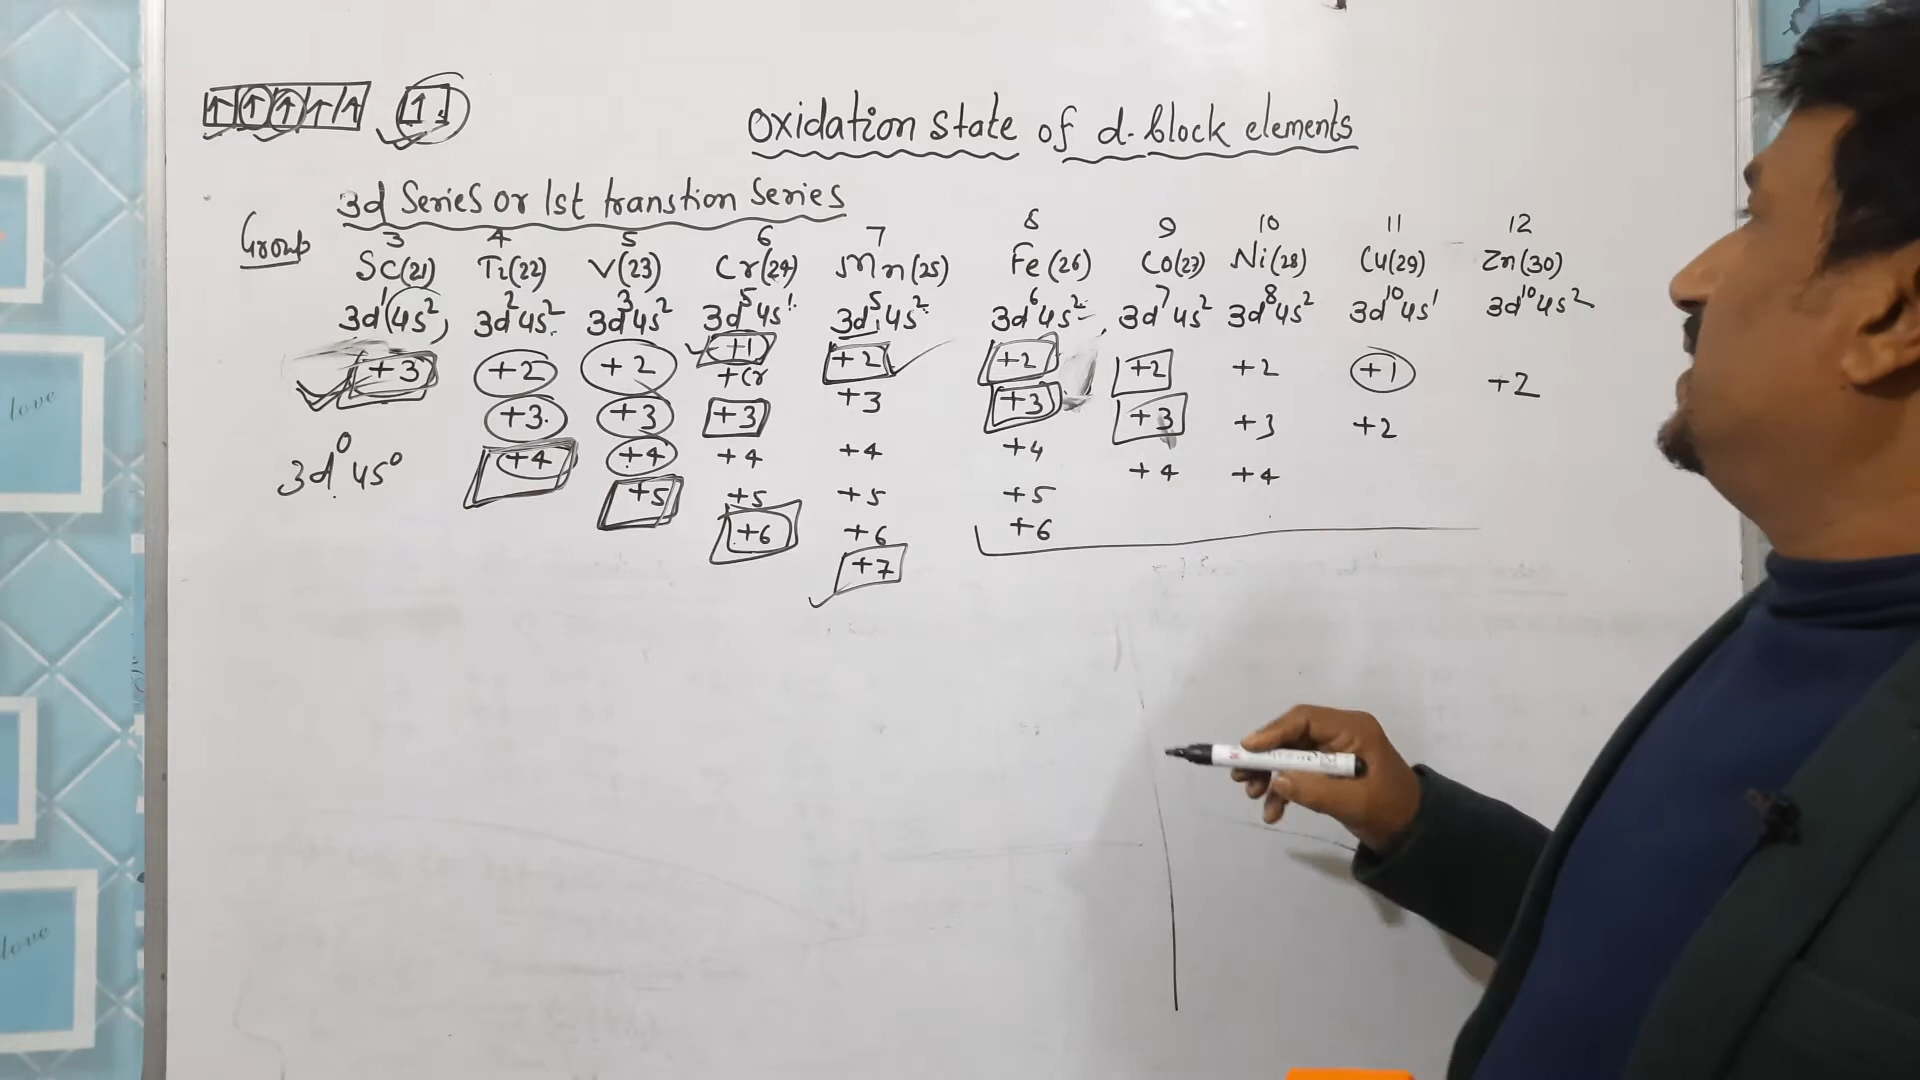 Oxidation state of d-block elements
3d Series or 1st transtion Series
Group 3 4 5 6 7 8 9 10 11 12
Sc(21) Ti(22) V(23) Cr(24) Mn(25) Fe(26) Co(27) Ni(28) Cu(29) Zn(30)
3d¹4s², 3d²4s² 3d³4s² 3d⁵4s¹ 3d⁵4s² 3d⁶4s² 3d⁷4s² 3d⁸4s² 3d¹⁰4s¹ 3d¹⁰4s²
+3 +2 +2 +1 +2 +2 +2 +2 +1 +2
+3 +3 +3 +3 +3 +3 +3 +2
3d⁰4s⁰ +4 +4 +4 +4 +4 +4 +4
+5 +5 +5 +5
+6 +6 +6
+7
love
love